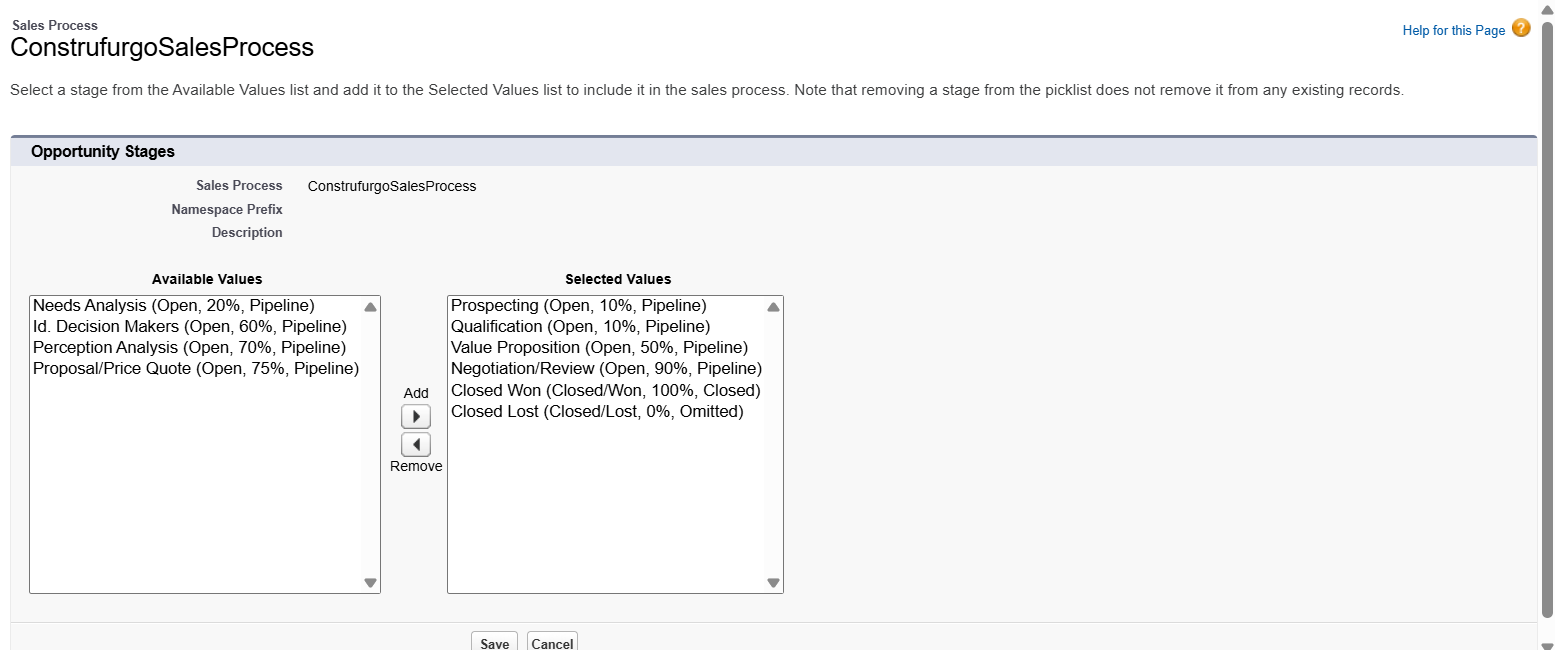 Sales Process
ConstrufurgoSalesProcess
Help for this Page ?
Select a stage from the Available Values list and add it to the Selected Values list to include it in the sales process. Note that removing a stage from the picklist does not remove it from any existing records.
Opportunity Stages
Sales Process ConstrufurgoSalesProcess
Namespace Prefix
Description
Available Values
Needs Analysis (Open, 20%, Pipeline)
Id. Decision Makers (Open, 60%, Pipeline)
Perception Analysis (Open, 70%, Pipeline)
Proposal/Price Quote (Open, 75%, Pipeline)
Add
Remove
Selected Values
Prospecting (Open, 10%, Pipeline)
Qualification (Open, 10%, Pipeline)
Value Proposition (Open, 50%, Pipeline)
Negotiation/Review (Open, 90%, Pipeline)
Closed Won (Closed/Won, 100%, Closed)
Closed Lost (Closed/Lost, 0%, Omitted)
Save Cancel